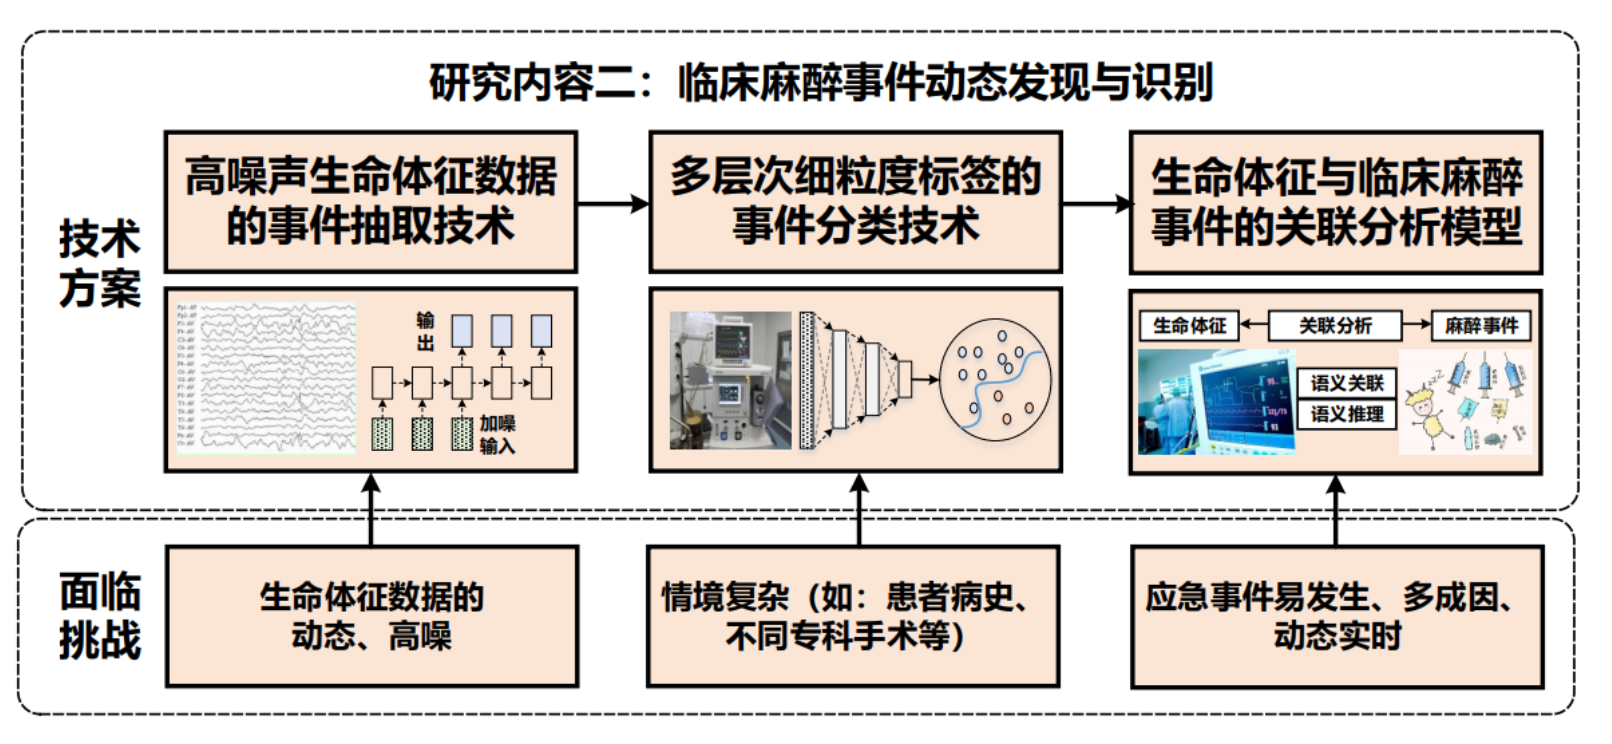 研究内容二：临床麻醉事件动态发现与识别
技术
方案
高噪声生命体征数据
的事件抽取技术
多层次细粒度标签的
事件分类技术
生命体征与临床麻醉
事件的关联分析模型
输
出
加噪
输入
生命体征
关联分析
麻醉事件
语义关联
语义推理
面临
挑战
生命体征数据的
动态、高噪
情境复杂（如：患者病史、
不同专科手术等）
应急事件易发生、多成因、
动态实时